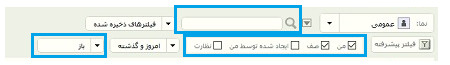 نما: عمومی فیلترهای ذخیره شده
فیلتر پیشرفته من صف ایجاد شده توسط من نظارت امروز و گذشته باز